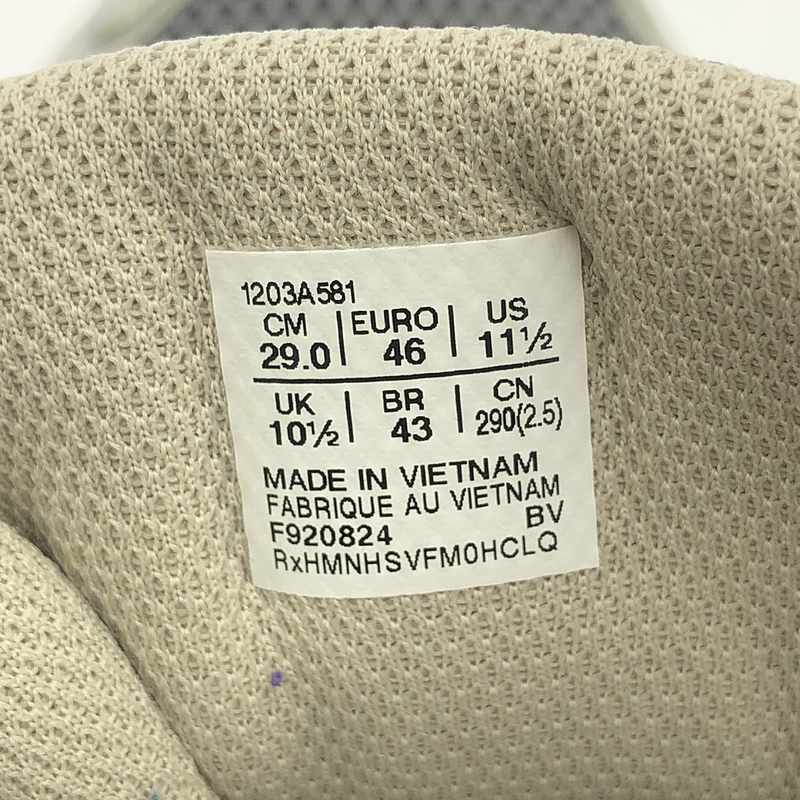 1203A581
CM | EURO | US
29.0 | 46 | 11½
UK | BR | CN
10½ | 43 | 290(2.5)
MADE IN VIETNAM
FABRIQUE AU VIETNAM
F920824 BV
RxHMNHSVFM0HCLQ